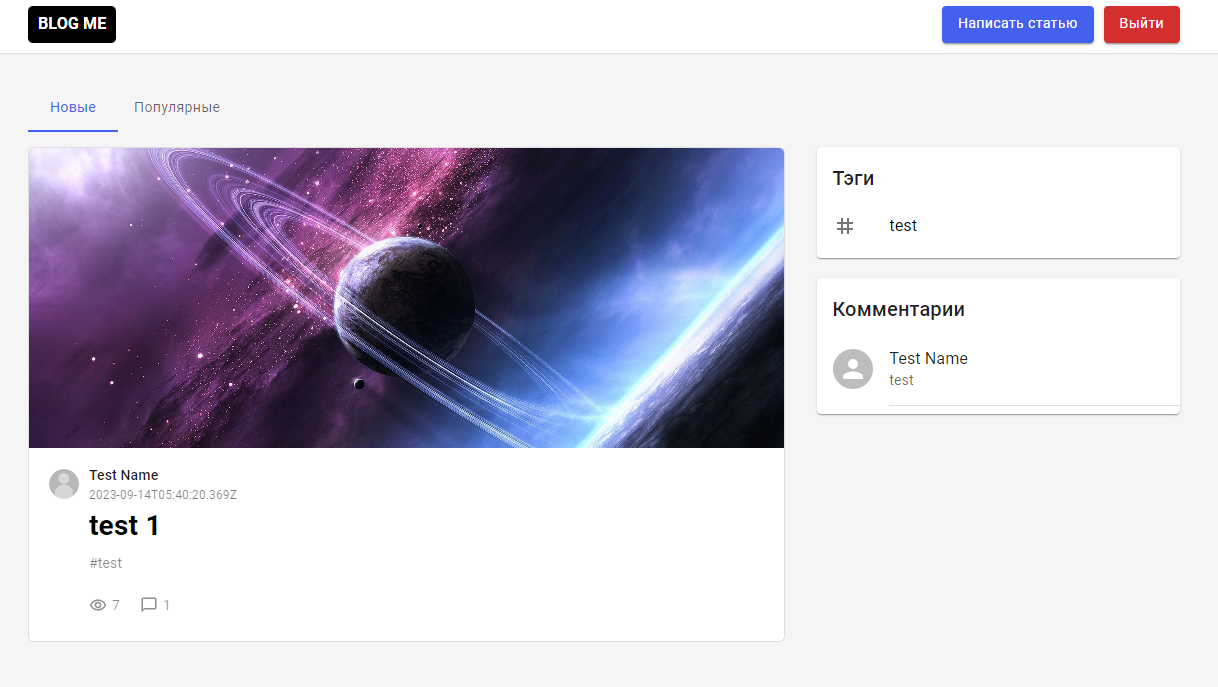 BLOG ME
Написать статью
Выйти
Новые
Популярные
Тэги
test
Комментарии
Test Name
test
Test Name
2023-09-14T05:40:20.369Z
test 1
#test
7
1